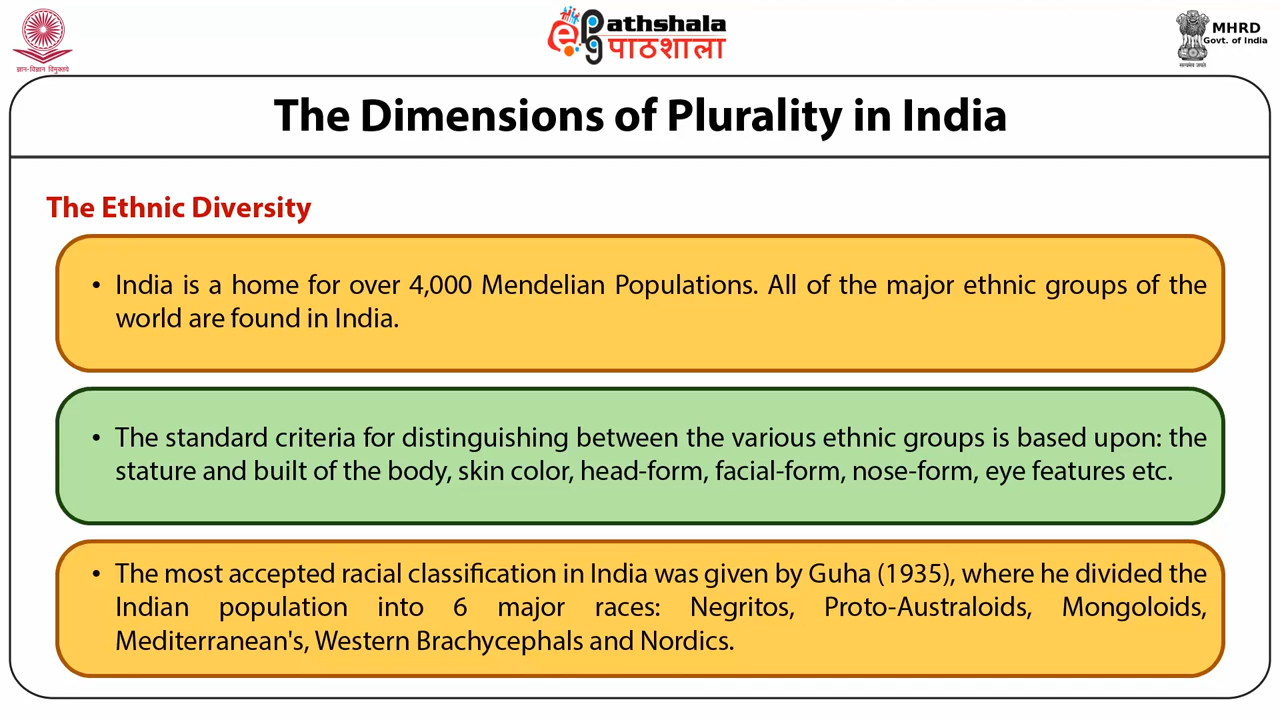 ePathshala
पाठशाला
MHRD
Govt. of India
ज्ञान-विज्ञान विमुक्तये
सत्यमेव जयते
The Dimensions of Plurality in India
The Ethnic Diversity
• India is a home for over 4,000 Mendelian Populations. All of the major ethnic groups of the
world are found in India.
• The standard criteria for distinguishing between the various ethnic groups is based upon: the
stature and built of the body, skin color, head-form, facial-form, nose-form, eye features etc.
• The most accepted racial classification in India was given by Guha (1935), where he divided the
Indian population into 6 major races: Negritos, Proto-Australoids, Mongoloids,
Mediterranean's, Western Brachycephals and Nordics.